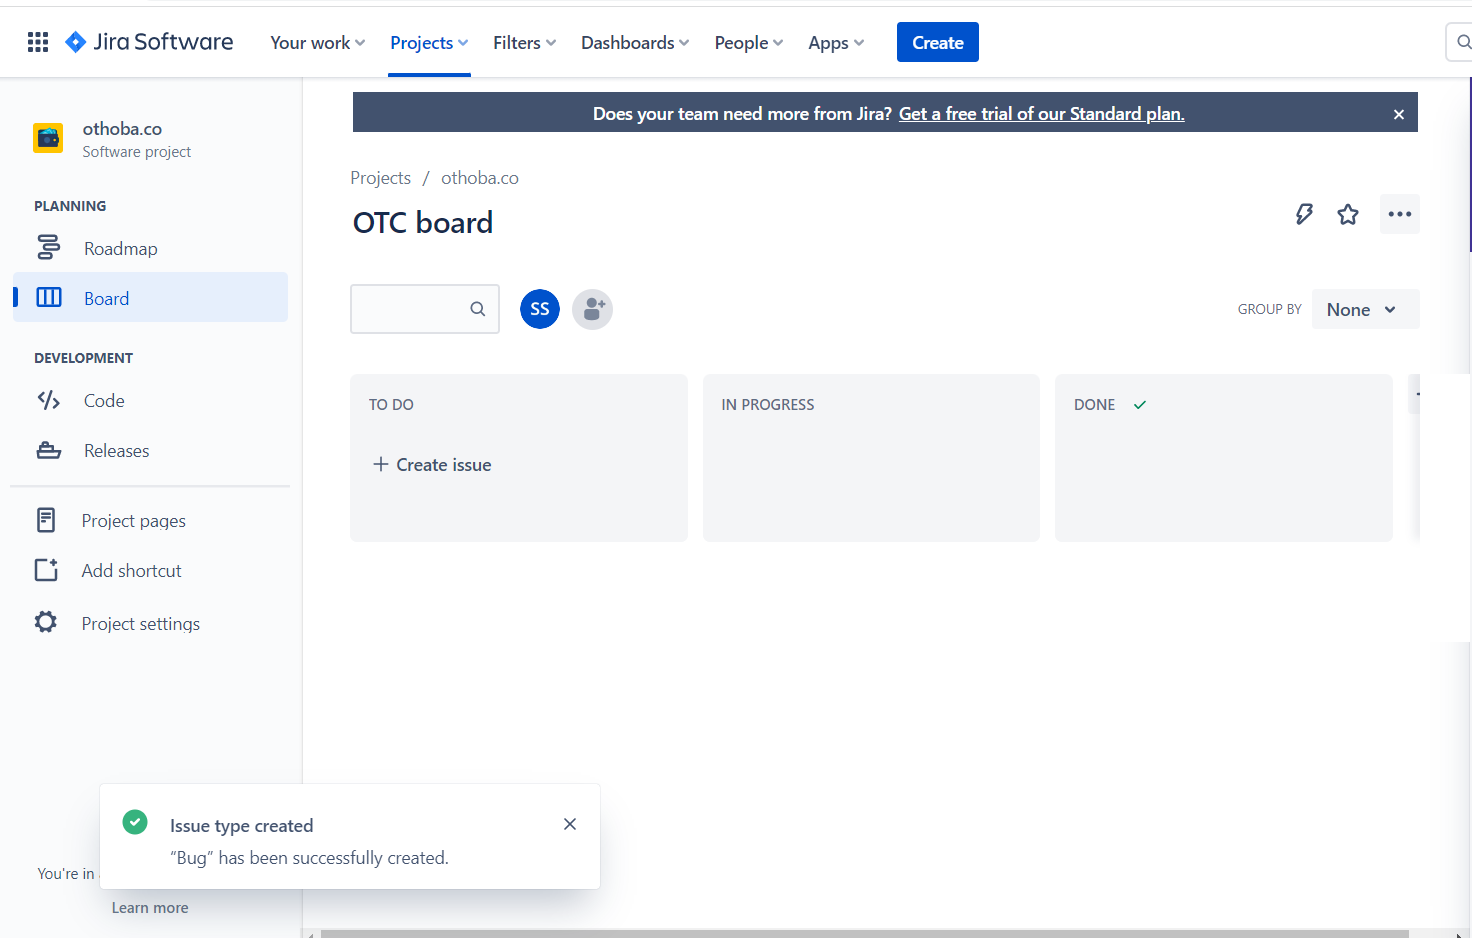 Jira Software
Your work
Projects
Filters
Dashboards
People
Apps
Create
othoba.co
Software project
PLANNING
Roadmap
Board
DEVELOPMENT
Code
Releases
Project pages
Add shortcut
Project settings
Does your team need more from Jira? Get a free trial of our Standard plan.
Projects / othoba.co
OTC board
SS
GROUP BY
None
TO DO
+ Create issue
IN PROGRESS
DONE
Issue type created
“Bug” has been successfully created.
You're in
Learn more